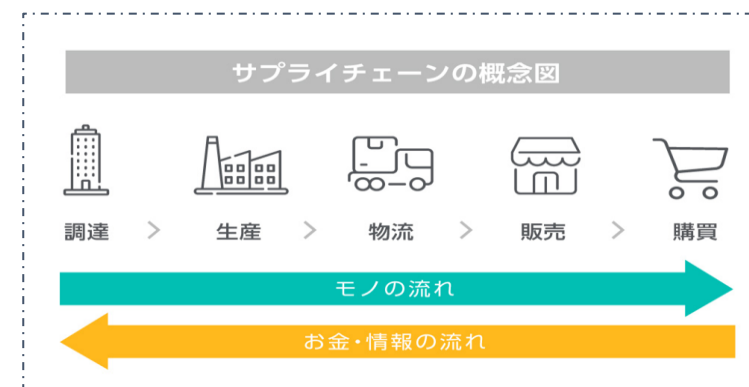 サプライチェーンの概念図
調達 > 生産 > 物流 > 販売 > 購買
モノの流れ
お金・情報の流れ